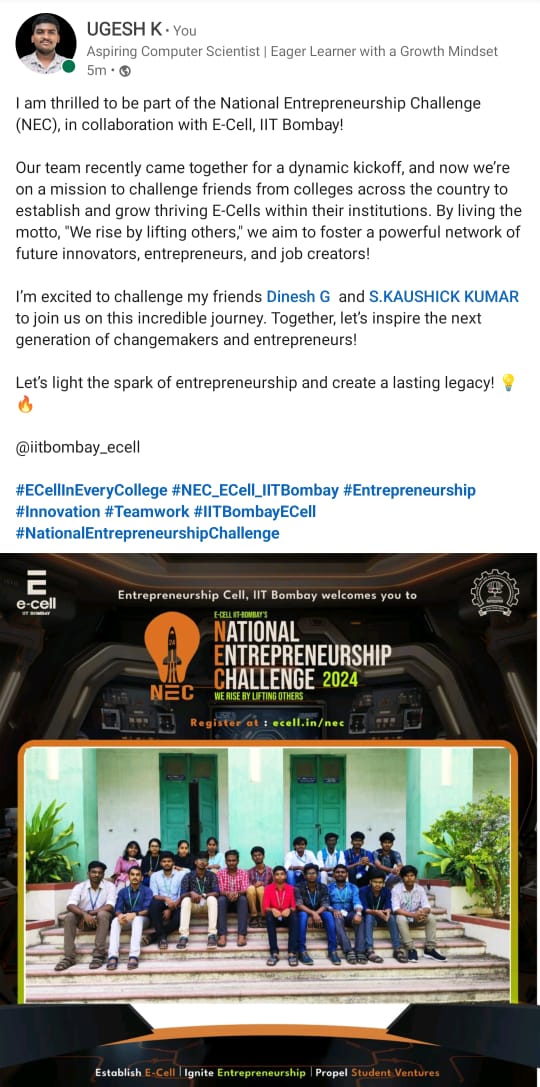 UGESH K • You
Aspiring Computer Scientist | Eager Learner with a Growth Mindset
5m •
I am thrilled to be part of the National Entrepreneurship Challenge
(NEC), in collaboration with E-Cell, IIT Bombay!
Our team recently came together for a dynamic kickoff, and now we’re
on a mission to challenge friends from colleges across the country to
establish and grow thriving E-Cells within their institutions. By living the
motto, "We rise by lifting others," we aim to foster a powerful network of
future innovators, entrepreneurs, and job creators!
I’m excited to challenge my friends Dinesh G and S.KAUSHICK KUMAR
to join us on this incredible journey. Together, let’s inspire the next
generation of changemakers and entrepreneurs!
Let’s light the spark of entrepreneurship and create a lasting legacy! 💡
🔥
@iitbombay_ecell
#ECellInEveryCollege #NEC_ECell_IITBombay #Entrepreneurship
#Innovation #Teamwork #IITBombayECell
#NationalEntrepreneurshipChallenge
e-cell
IIT BOMBAY
Entrepreneurship Cell, IIT Bombay welcomes you to
24
NEC
E-CELL IIT-BOMBAY'S
NATIONAL
ENTREPRENEURSHIP
CHALLENGE 2024
WE RISE BY LIFTING OTHERS
Register at : ecell.in/nec
Establish E-Cell | Ignite Entrepreneurship | Propel Student Ventures